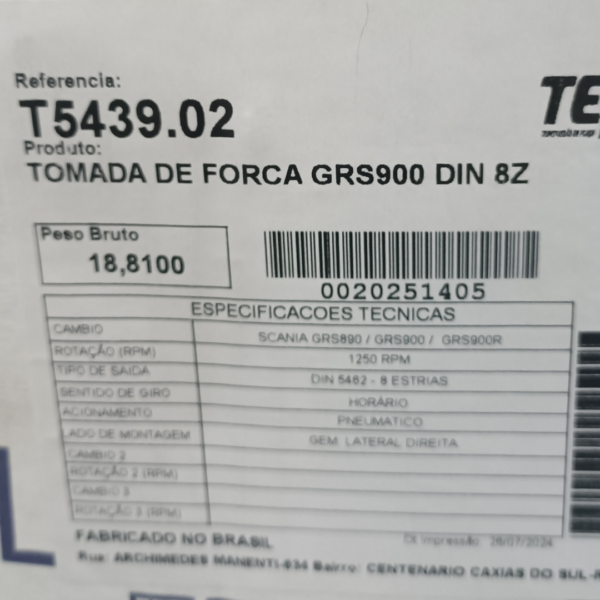 Referencia:
T5439.02
TE
Produto:
TOMADA DE FORCA GRS900 DIN 8Z
Peso Bruto
18,8100
0020251405
ESPECIFICACOES TECNICAS
CAMBIO SCANIA GRS890 / GRS900 / GRS900R
ROTAÇÃO (RPM) 1250 RPM
TIPO DE SAIDA DIN 5462 - 8 ESTRIAS
SENTIDO DE GIRO HORÁRIO
ACIONAMENTO PNEUMATICO
LADO DE MONTAGEM GEM. LATERAL DIREITA
CAMBIO 2
ROTAÇÃO 2 (RPM)
CAMBIO 3
ROTAÇÃO 3 (RPM)
FABRICADO NO BRASIL Dt Impressão 26/07/2024
Rua: ARCHIMEDES MANENTI-634 Bairro: CENTENARIO CAXIAS DO SUL-